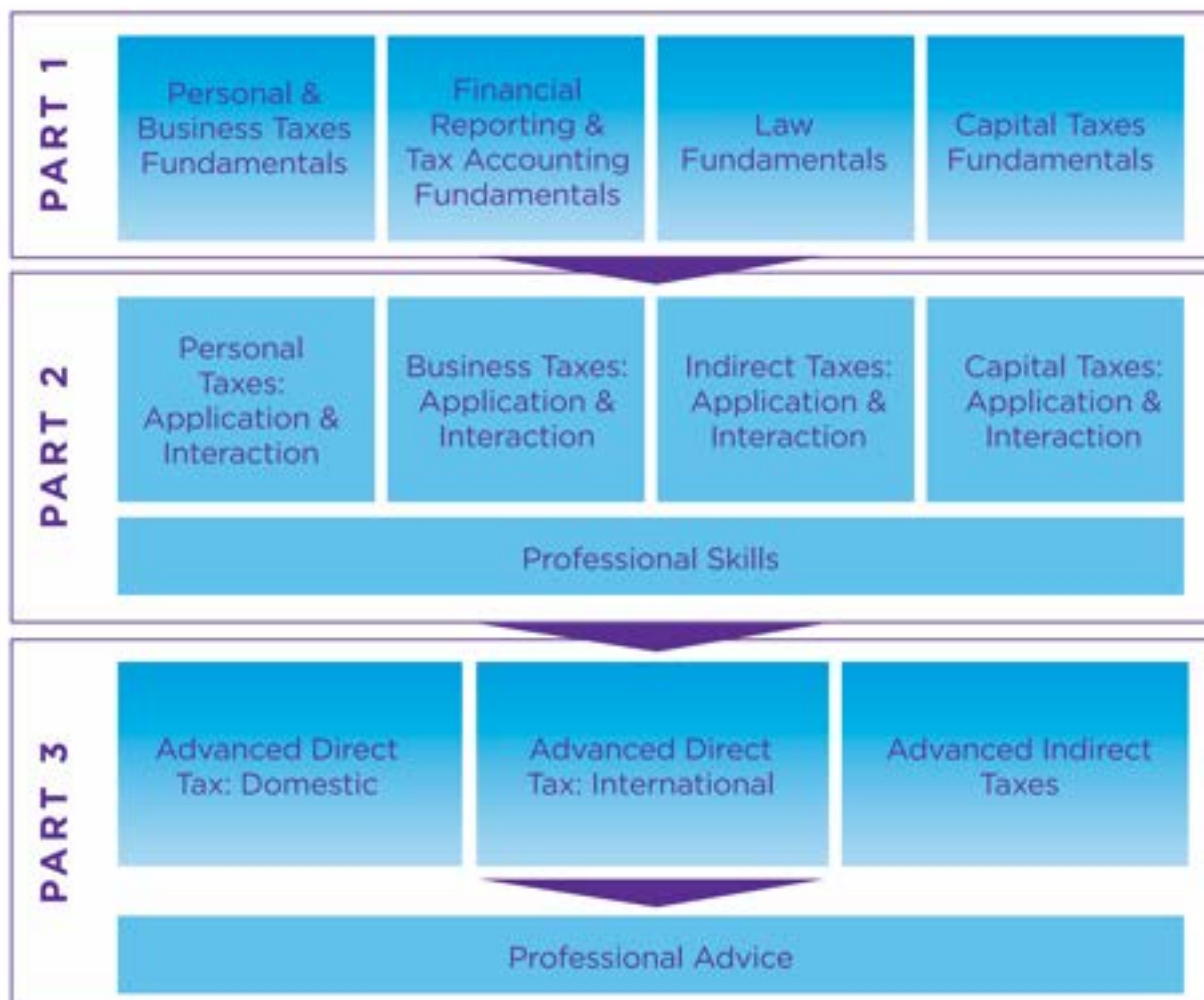 PART 1
Personal &
Business Taxes
Fundamentals
Financial
Reporting &
Tax Accounting
Fundamentals
Law
Fundamentals
Capital Taxes
Fundamentals
PART 2
Personal
Taxes:
Application &
Interaction
Business Taxes:
Application &
Interaction
Indirect Taxes:
Application &
Interaction
Capital Taxes:
Application &
Interaction
Professional Skills
PART 3
Advanced Direct
Tax: Domestic
Advanced Direct
Tax: International
Advanced Indirect
Taxes
Professional Advice